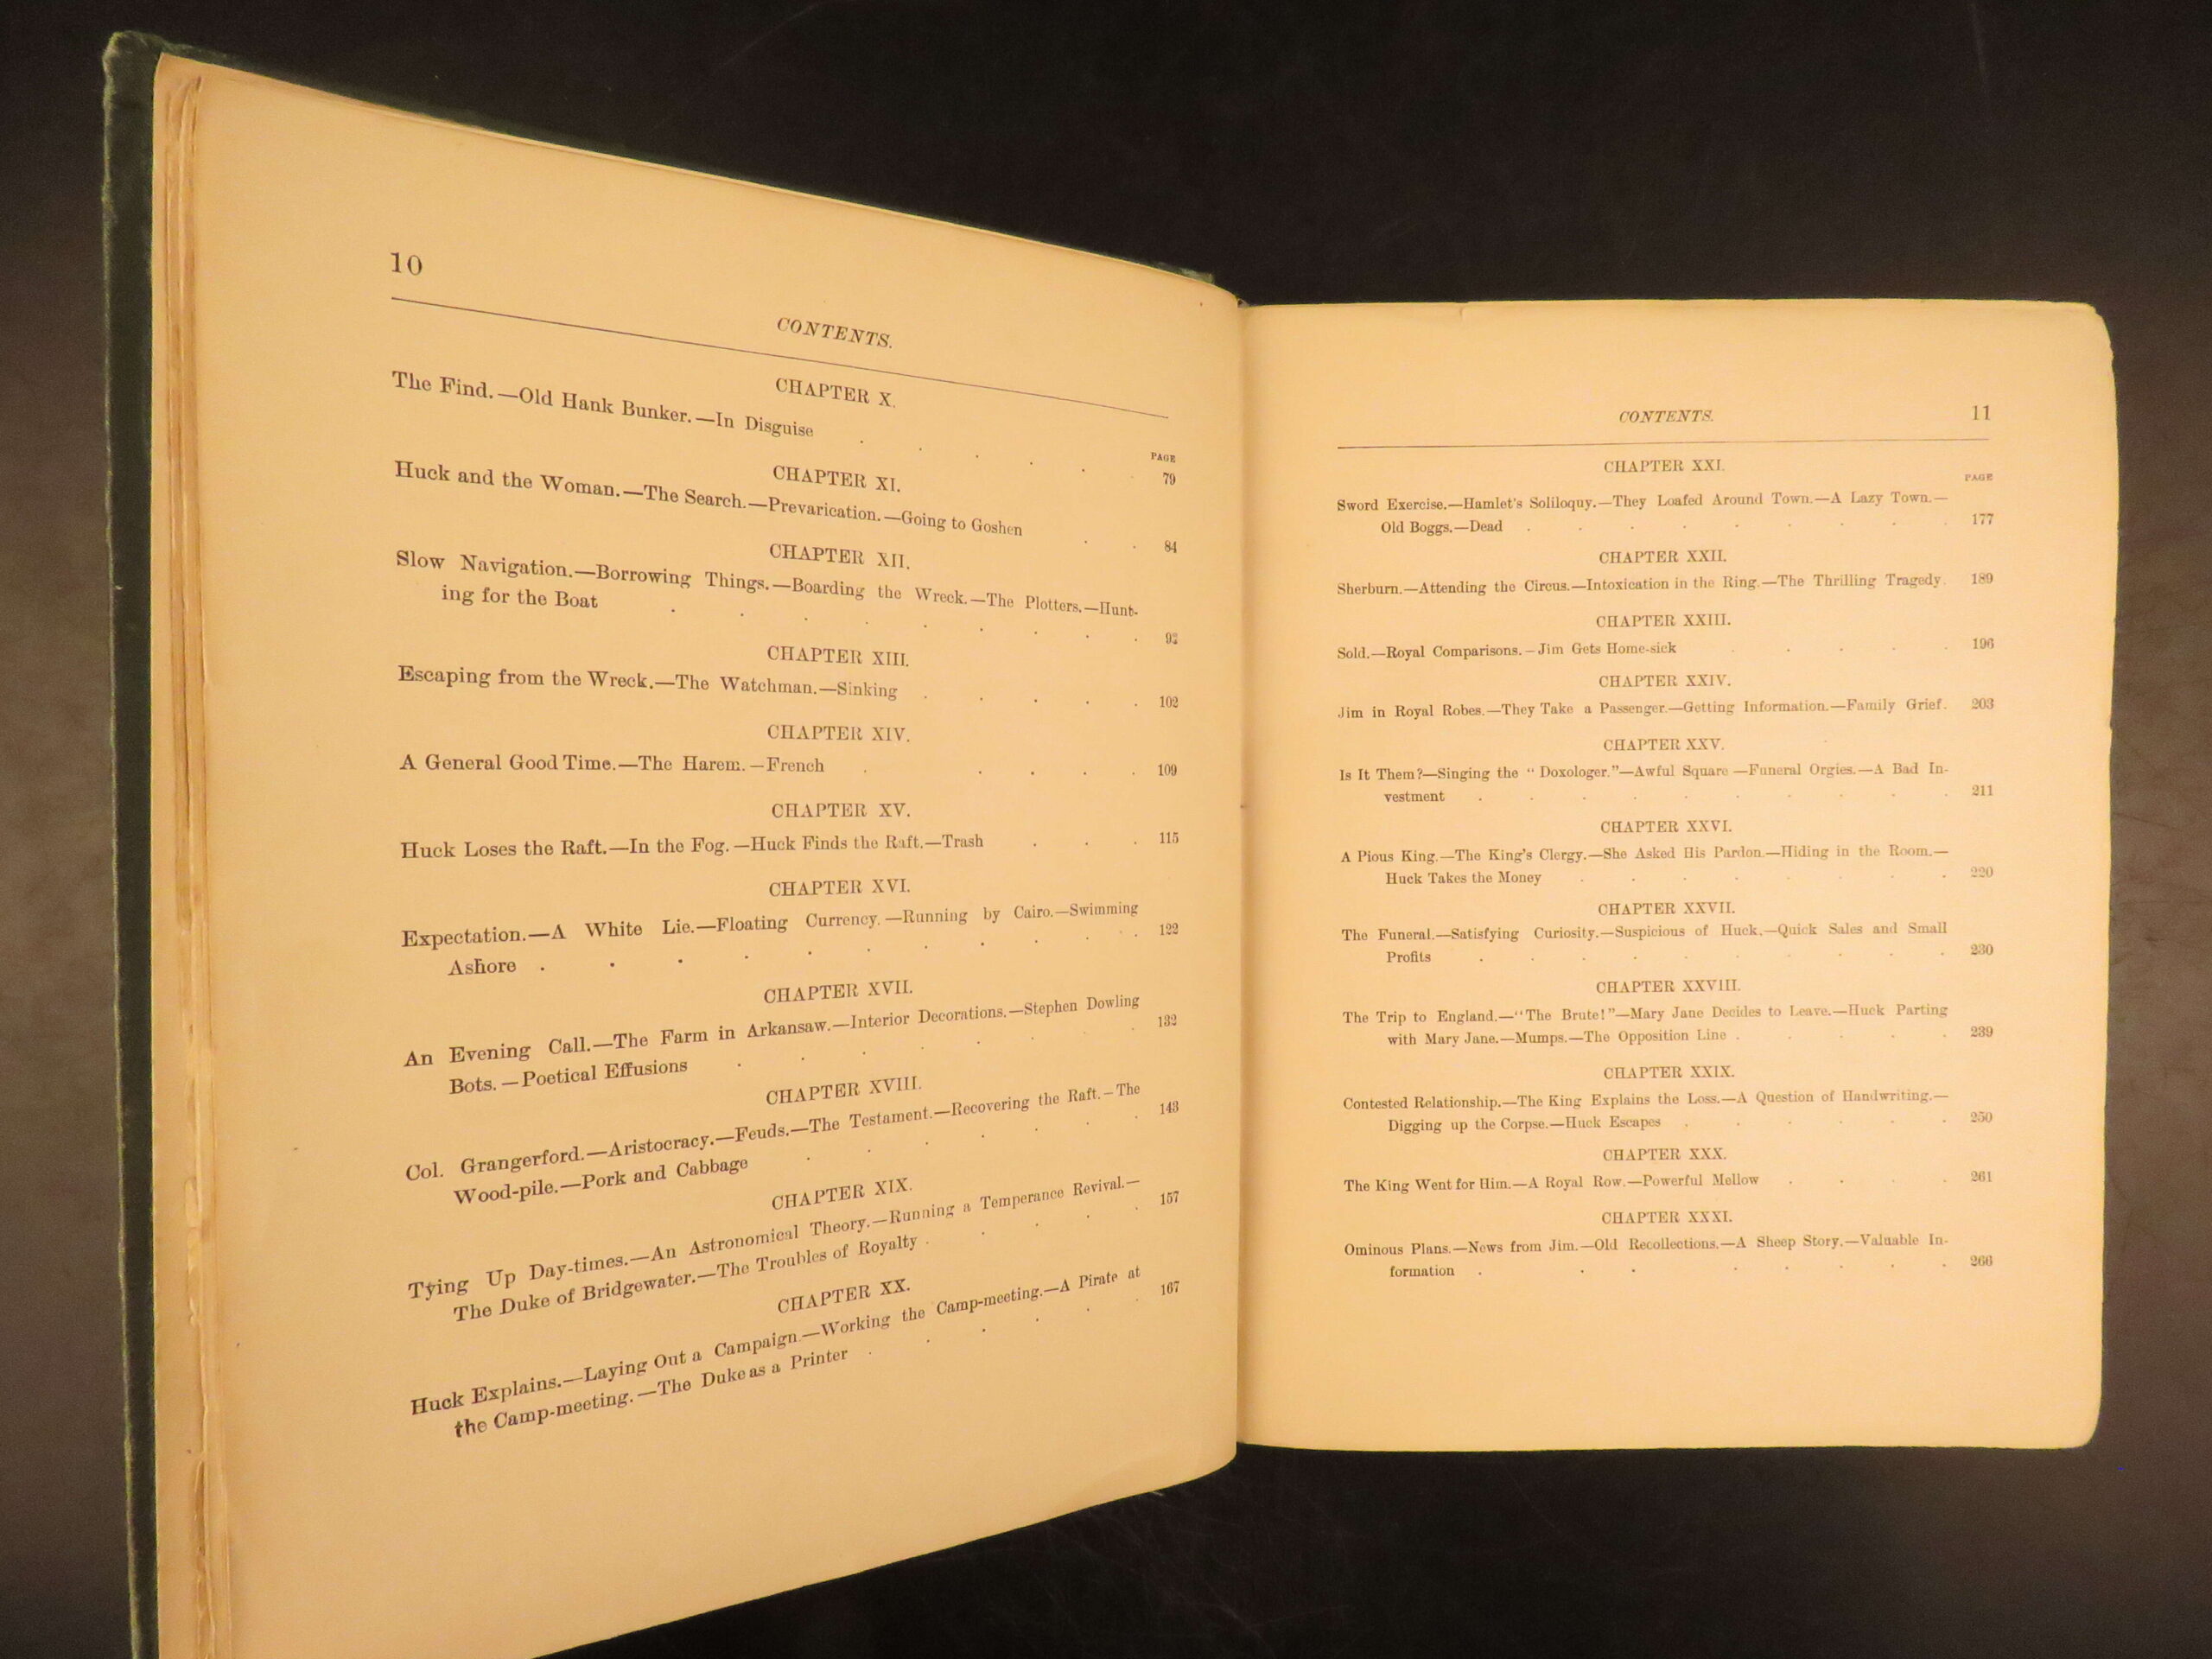 10
CONTENTS.
CHAPTER X.
PAGE
The Find.—Old Hank Bunker.—In Disguise . . . . . 79
CHAPTER XI.
Huck and the Woman.—The Search.—Prevarication.—Going to Goshen . . 84
CHAPTER XII.
Slow Navigation.—Borrowing Things.—Boarding the Wreck.—The Plotters.—Hunt-
ing for the Boat . . . . . . . . . 92
CHAPTER XIII.
Escaping from the Wreck.—The Watchman.—Sinking . . . . . 102
CHAPTER XIV.
A General Good Time.—The Harem.—French . . . . . 109
CHAPTER XV.
Huck Loses the Raft.—In the Fog.—Huck Finds the Raft.—Trash . . . 115
CHAPTER XVI.
Expectation.—A White Lie.—Floating Currency.—Running by Cairo.—Swimming
Ashore . . . . . . . . . . 122
CHAPTER XVII.
An Evening Call.—The Farm in Arkansaw.—Interior Decorations.—Stephen Dowling
Bots.—Poetical Effusions . . . . . . . 132
CHAPTER XVIII.
Col. Grangerford.—Aristocracy.—Feuds.—The Testament.—Recovering the Raft.—The
Wood-pile.—Pork and Cabbage . . . . . . . 143
CHAPTER XIX.
Tying Up Day-times.—An Astronomical Theory.—Running a Temperance Revival.—
The Duke of Bridgewater.—The Troubles of Royalty . . . . . 157
CHAPTER XX.
Huck Explains.—Laying Out a Campaign.—Working the Camp-meeting.—A Pirate at
the Camp-meeting.—The Duke as a Printer . . . . . 167
CONTENTS. 11
CHAPTER XXI.
PAGE
Sword Exercise.—Hamlet's Soliloquy.—They Loafed Around Town.—A Lazy Town.—
Old Boggs.—Dead . . . . . . . . . 177
CHAPTER XXII.
Sherburn.—Attending the Circus.—Intoxication in the Ring.—The Thrilling Tragedy. 189
CHAPTER XXIII.
Sold.—Royal Comparisons.—Jim Gets Home-sick . . . . . 196
CHAPTER XXIV.
Jim in Royal Robes.—They Take a Passenger.—Getting Information.—Family Grief. 203
CHAPTER XXV.
Is It Them?—Singing the "Doxologer."—Awful Square—Funeral Orgies.—A Bad In-
vestment . . . . . . . . . . 211
CHAPTER XXVI.
A Pious King.—The King's Clergy.—She Asked His Pardon.—Hiding in the Room.—
Huck Takes the Money . . . . . . . . 220
CHAPTER XXVII.
The Funeral.—Satisfying Curiosity.—Suspicious of Huck.—Quick Sales and Small
Profits . . . . . . . . . . 230
CHAPTER XXVIII.
The Trip to England.—"The Brute!"—Mary Jane Decides to Leave.—Huck Parting
with Mary Jane.—Mumps.—The Opposition Line . . . . . 239
CHAPTER XXIX.
Contested Relationship.—The King Explains the Loss.—A Question of Handwriting.—
Digging up the Corpse.—Huck Escapes . . . . . . 250
CHAPTER XXX.
The King Went for Him.—A Royal Row.—Powerful Mellow . . . . 261
CHAPTER XXXI.
Ominous Plans.—News from Jim.—Old Recollections.—A Sheep Story.—Valuable In-
formation . . . . . . . . 266